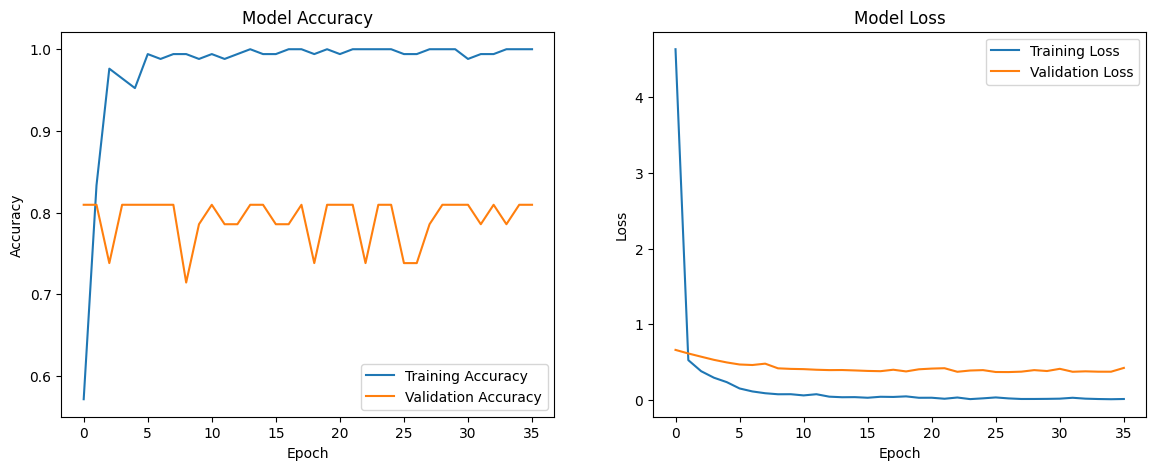 Model Accuracy
1.0
0.9
0.8
0.7
0.6
Accuracy
0 5 10 15 20 25 30 35
Epoch
Training Accuracy
Validation Accuracy
Model Loss
4
3
2
1
0
Loss
0 5 10 15 20 25 30 35
Epoch
Training Loss
Validation Loss